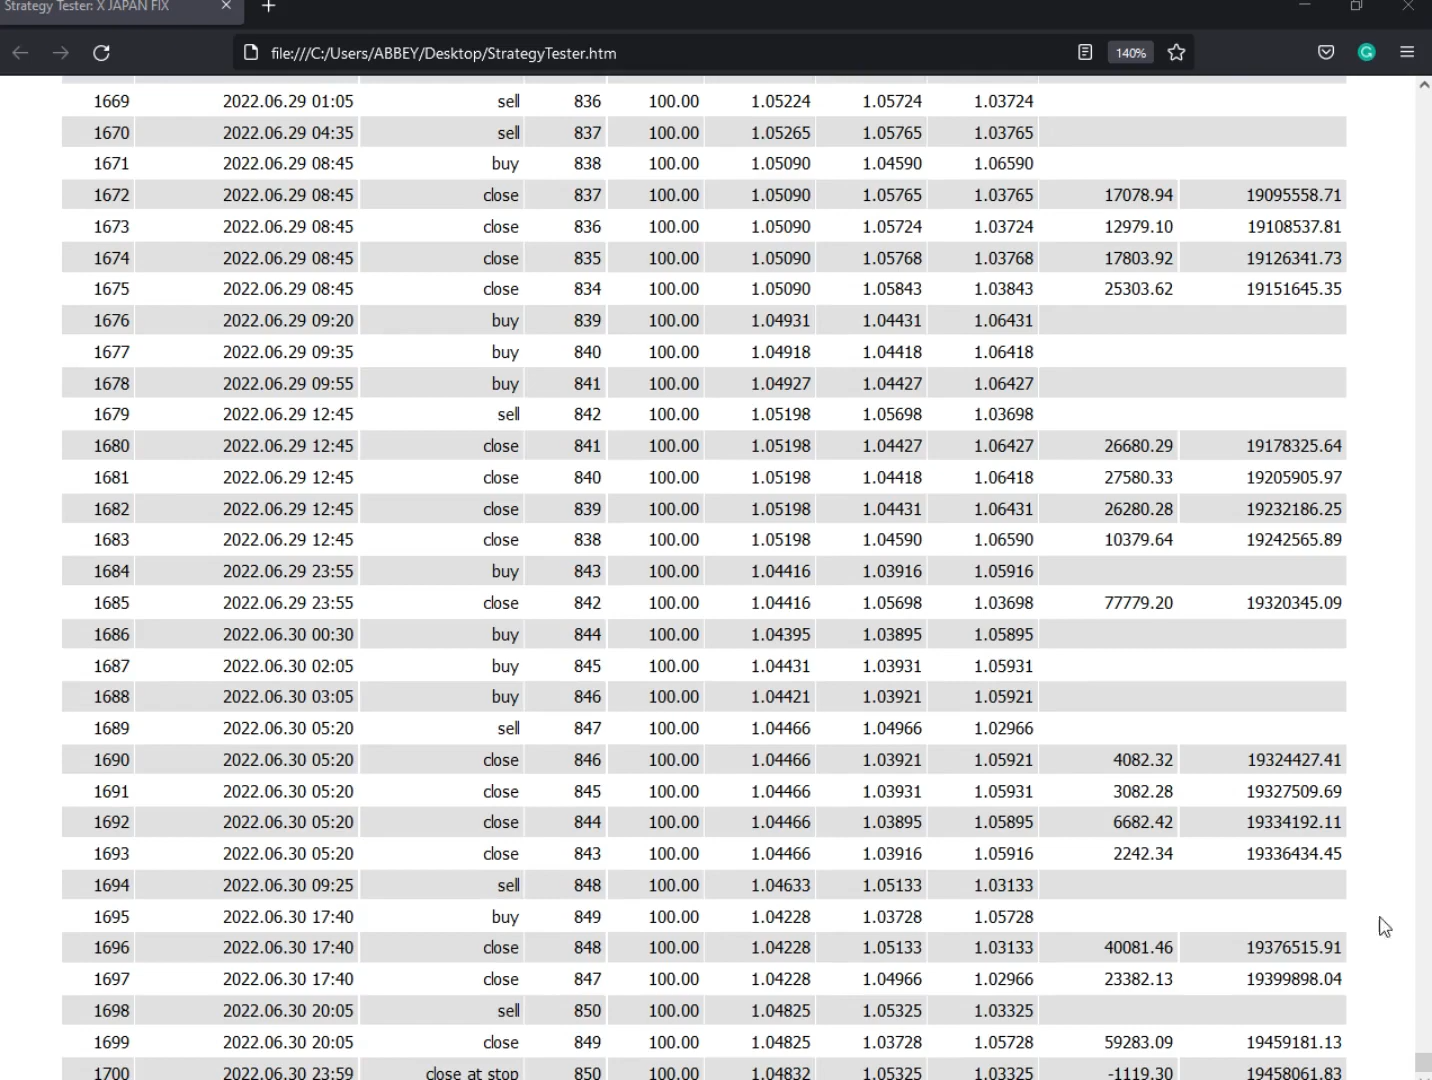 Strategy Tester: X JAPAN FIX
file:///C:/Users/ABBEY/Desktop/StrategyTester.htm 140%
1669 2022.06.29 01:05 sell 836 100.00 1.05224 1.05724 1.03724
1670 2022.06.29 04:35 sell 837 100.00 1.05265 1.05765 1.03765
1671 2022.06.29 08:45 buy 838 100.00 1.05090 1.04590 1.06590
1672 2022.06.29 08:45 close 837 100.00 1.05090 1.05765 1.03765 17078.94 19095558.71
1673 2022.06.29 08:45 close 836 100.00 1.05090 1.05724 1.03724 12979.10 19108537.81
1674 2022.06.29 08:45 close 835 100.00 1.05090 1.05768 1.03768 17803.92 19126341.73
1675 2022.06.29 08:45 close 834 100.00 1.05090 1.05843 1.03843 25303.62 19151645.35
1676 2022.06.29 09:20 buy 839 100.00 1.04931 1.04431 1.06431
1677 2022.06.29 09:35 buy 840 100.00 1.04918 1.04418 1.06418
1678 2022.06.29 09:55 buy 841 100.00 1.04927 1.04427 1.06427
1679 2022.06.29 12:45 sell 842 100.00 1.05198 1.05698 1.03698
1680 2022.06.29 12:45 close 841 100.00 1.05198 1.04427 1.06427 26680.29 19178325.64
1681 2022.06.29 12:45 close 840 100.00 1.05198 1.04418 1.06418 27580.33 19205905.97
1682 2022.06.29 12:45 close 839 100.00 1.05198 1.04431 1.06431 26280.28 19232186.25
1683 2022.06.29 12:45 close 838 100.00 1.05198 1.04590 1.06590 10379.64 19242565.89
1684 2022.06.29 23:55 buy 843 100.00 1.04416 1.03916 1.05916
1685 2022.06.29 23:55 close 842 100.00 1.04416 1.05698 1.03698 77779.20 19320345.09
1686 2022.06.30 00:30 buy 844 100.00 1.04395 1.03895 1.05895
1687 2022.06.30 02:05 buy 845 100.00 1.04431 1.03931 1.05931
1688 2022.06.30 03:05 buy 846 100.00 1.04421 1.03921 1.05921
1689 2022.06.30 05:20 sell 847 100.00 1.04466 1.04966 1.02966
1690 2022.06.30 05:20 close 846 100.00 1.04466 1.03921 1.05921 4082.32 19324427.41
1691 2022.06.30 05:20 close 845 100.00 1.04466 1.03931 1.05931 3082.28 19327509.69
1692 2022.06.30 05:20 close 844 100.00 1.04466 1.03895 1.05895 6682.42 19334192.11
1693 2022.06.30 05:20 close 843 100.00 1.04466 1.03916 1.05916 2242.34 19336434.45
1694 2022.06.30 09:25 sell 848 100.00 1.04633 1.05133 1.03133
1695 2022.06.30 17:40 buy 849 100.00 1.04228 1.03728 1.05728
1696 2022.06.30 17:40 close 848 100.00 1.04228 1.05133 1.03133 40081.46 19376515.91
1697 2022.06.30 17:40 close 847 100.00 1.04228 1.04966 1.02966 23382.13 19399898.04
1698 2022.06.30 20:05 sell 850 100.00 1.04825 1.05325 1.03325
1699 2022.06.30 20:05 close 849 100.00 1.04825 1.03728 1.05728 59283.09 19459181.13
1700 2022.06.30 23:59 close at stop 850 100.00 1.04832 1.05325 1.03325 -1119.30 19458061.83